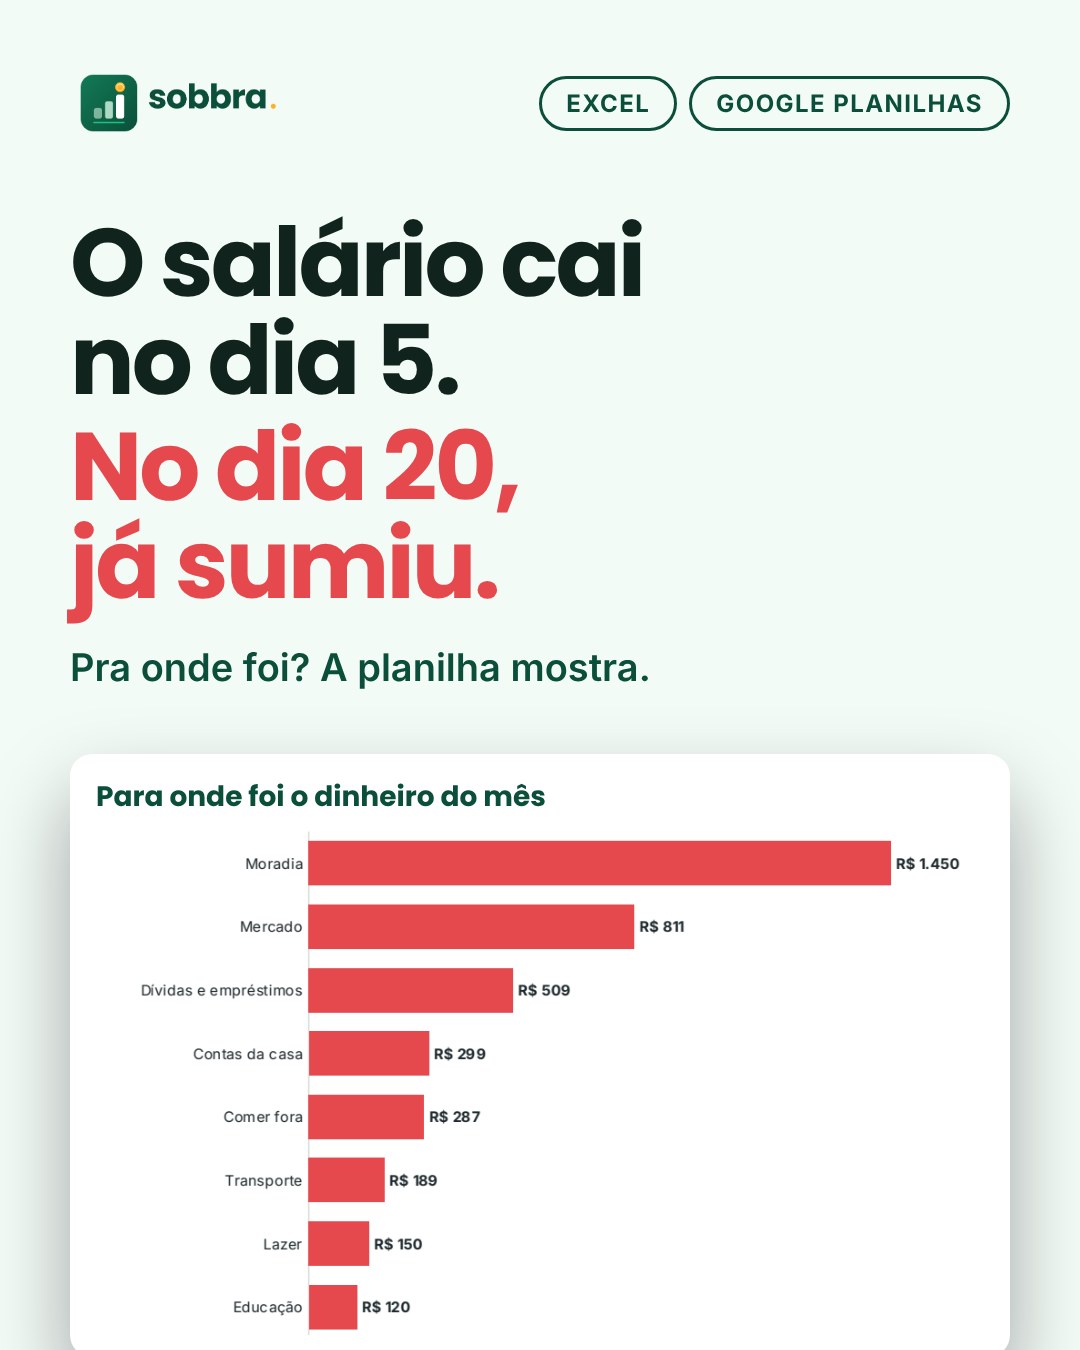 sobbra.
EXCEL
GOOGLE PLANILHAS
O salário cai
no dia 5.
No dia 20,
já sumiu.
Pra onde foi? A planilha mostra.
Para onde foi o dinheiro do mês
Moradia R$ 1.450
Mercado R$ 811
Dívidas e empréstimos R$ 509
Contas da casa R$ 299
Comer fora R$ 287
Transporte R$ 189
Lazer R$ 150
Educação R$ 120